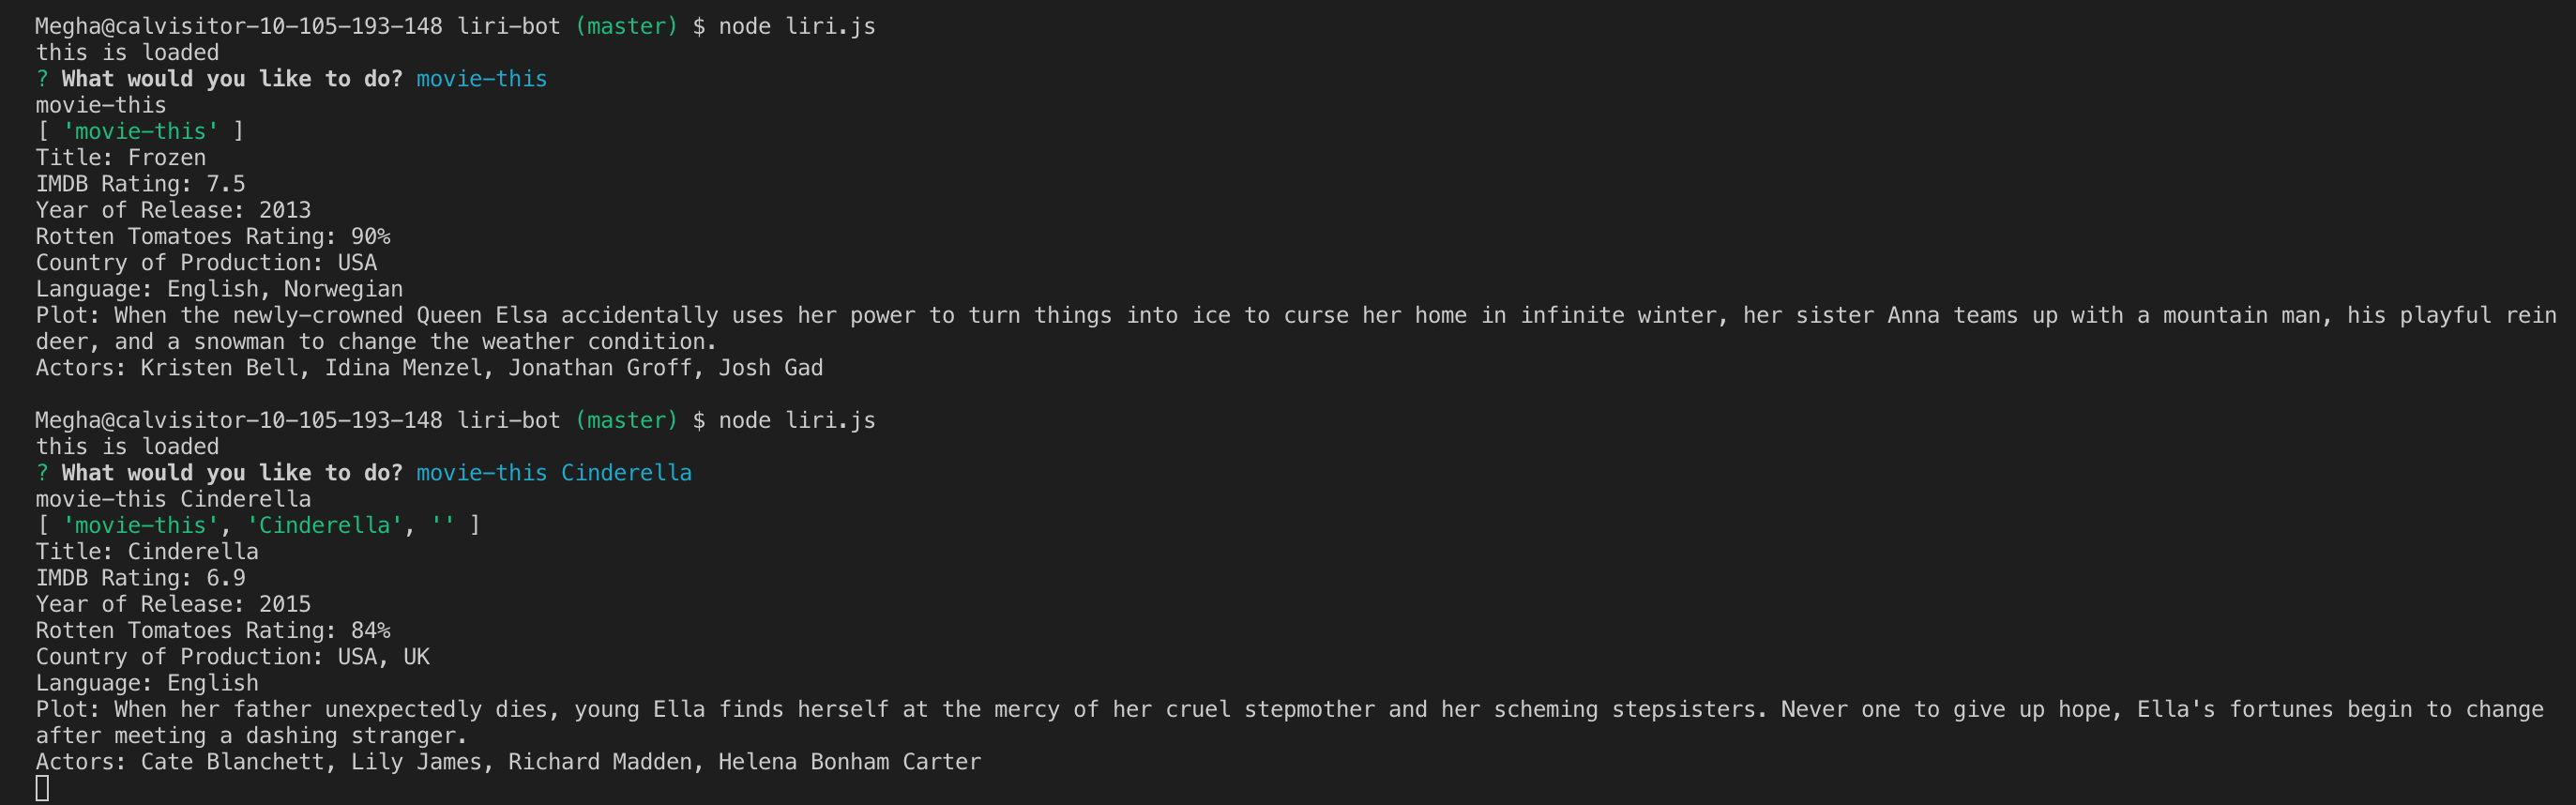 Megha@calvisitor-10-105-193-148 liri-bot (master) $ node liri.js
this is loaded
? What would you like to do? movie-this
movie-this
[ 'movie-this' ]
Title: Frozen
IMDB Rating: 7.5
Year of Release: 2013
Rotten Tomatoes Rating: 90%
Country of Production: USA
Language: English, Norwegian
Plot: When the newly-crowned Queen Elsa accidentally uses her power to turn things into ice to curse her home in infinite winter, her sister Anna teams up with a mountain man, his playful rein
deer, and a snowman to change the weather condition.
Actors: Kristen Bell, Idina Menzel, Jonathan Groff, Josh Gad

Megha@calvisitor-10-105-193-148 liri-bot (master) $ node liri.js
this is loaded
? What would you like to do? movie-this Cinderella
movie-this Cinderella
[ 'movie-this', 'Cinderella', '' ]
Title: Cinderella
IMDB Rating: 6.9
Year of Release: 2015
Rotten Tomatoes Rating: 84%
Country of Production: USA, UK
Language: English
Plot: When her father unexpectedly dies, young Ella finds herself at the mercy of her cruel stepmother and her scheming stepsisters. Never one to give up hope, Ella's fortunes begin to change
after meeting a dashing stranger.
Actors: Cate Blanchett, Lily James, Richard Madden, Helena Bonham Carter